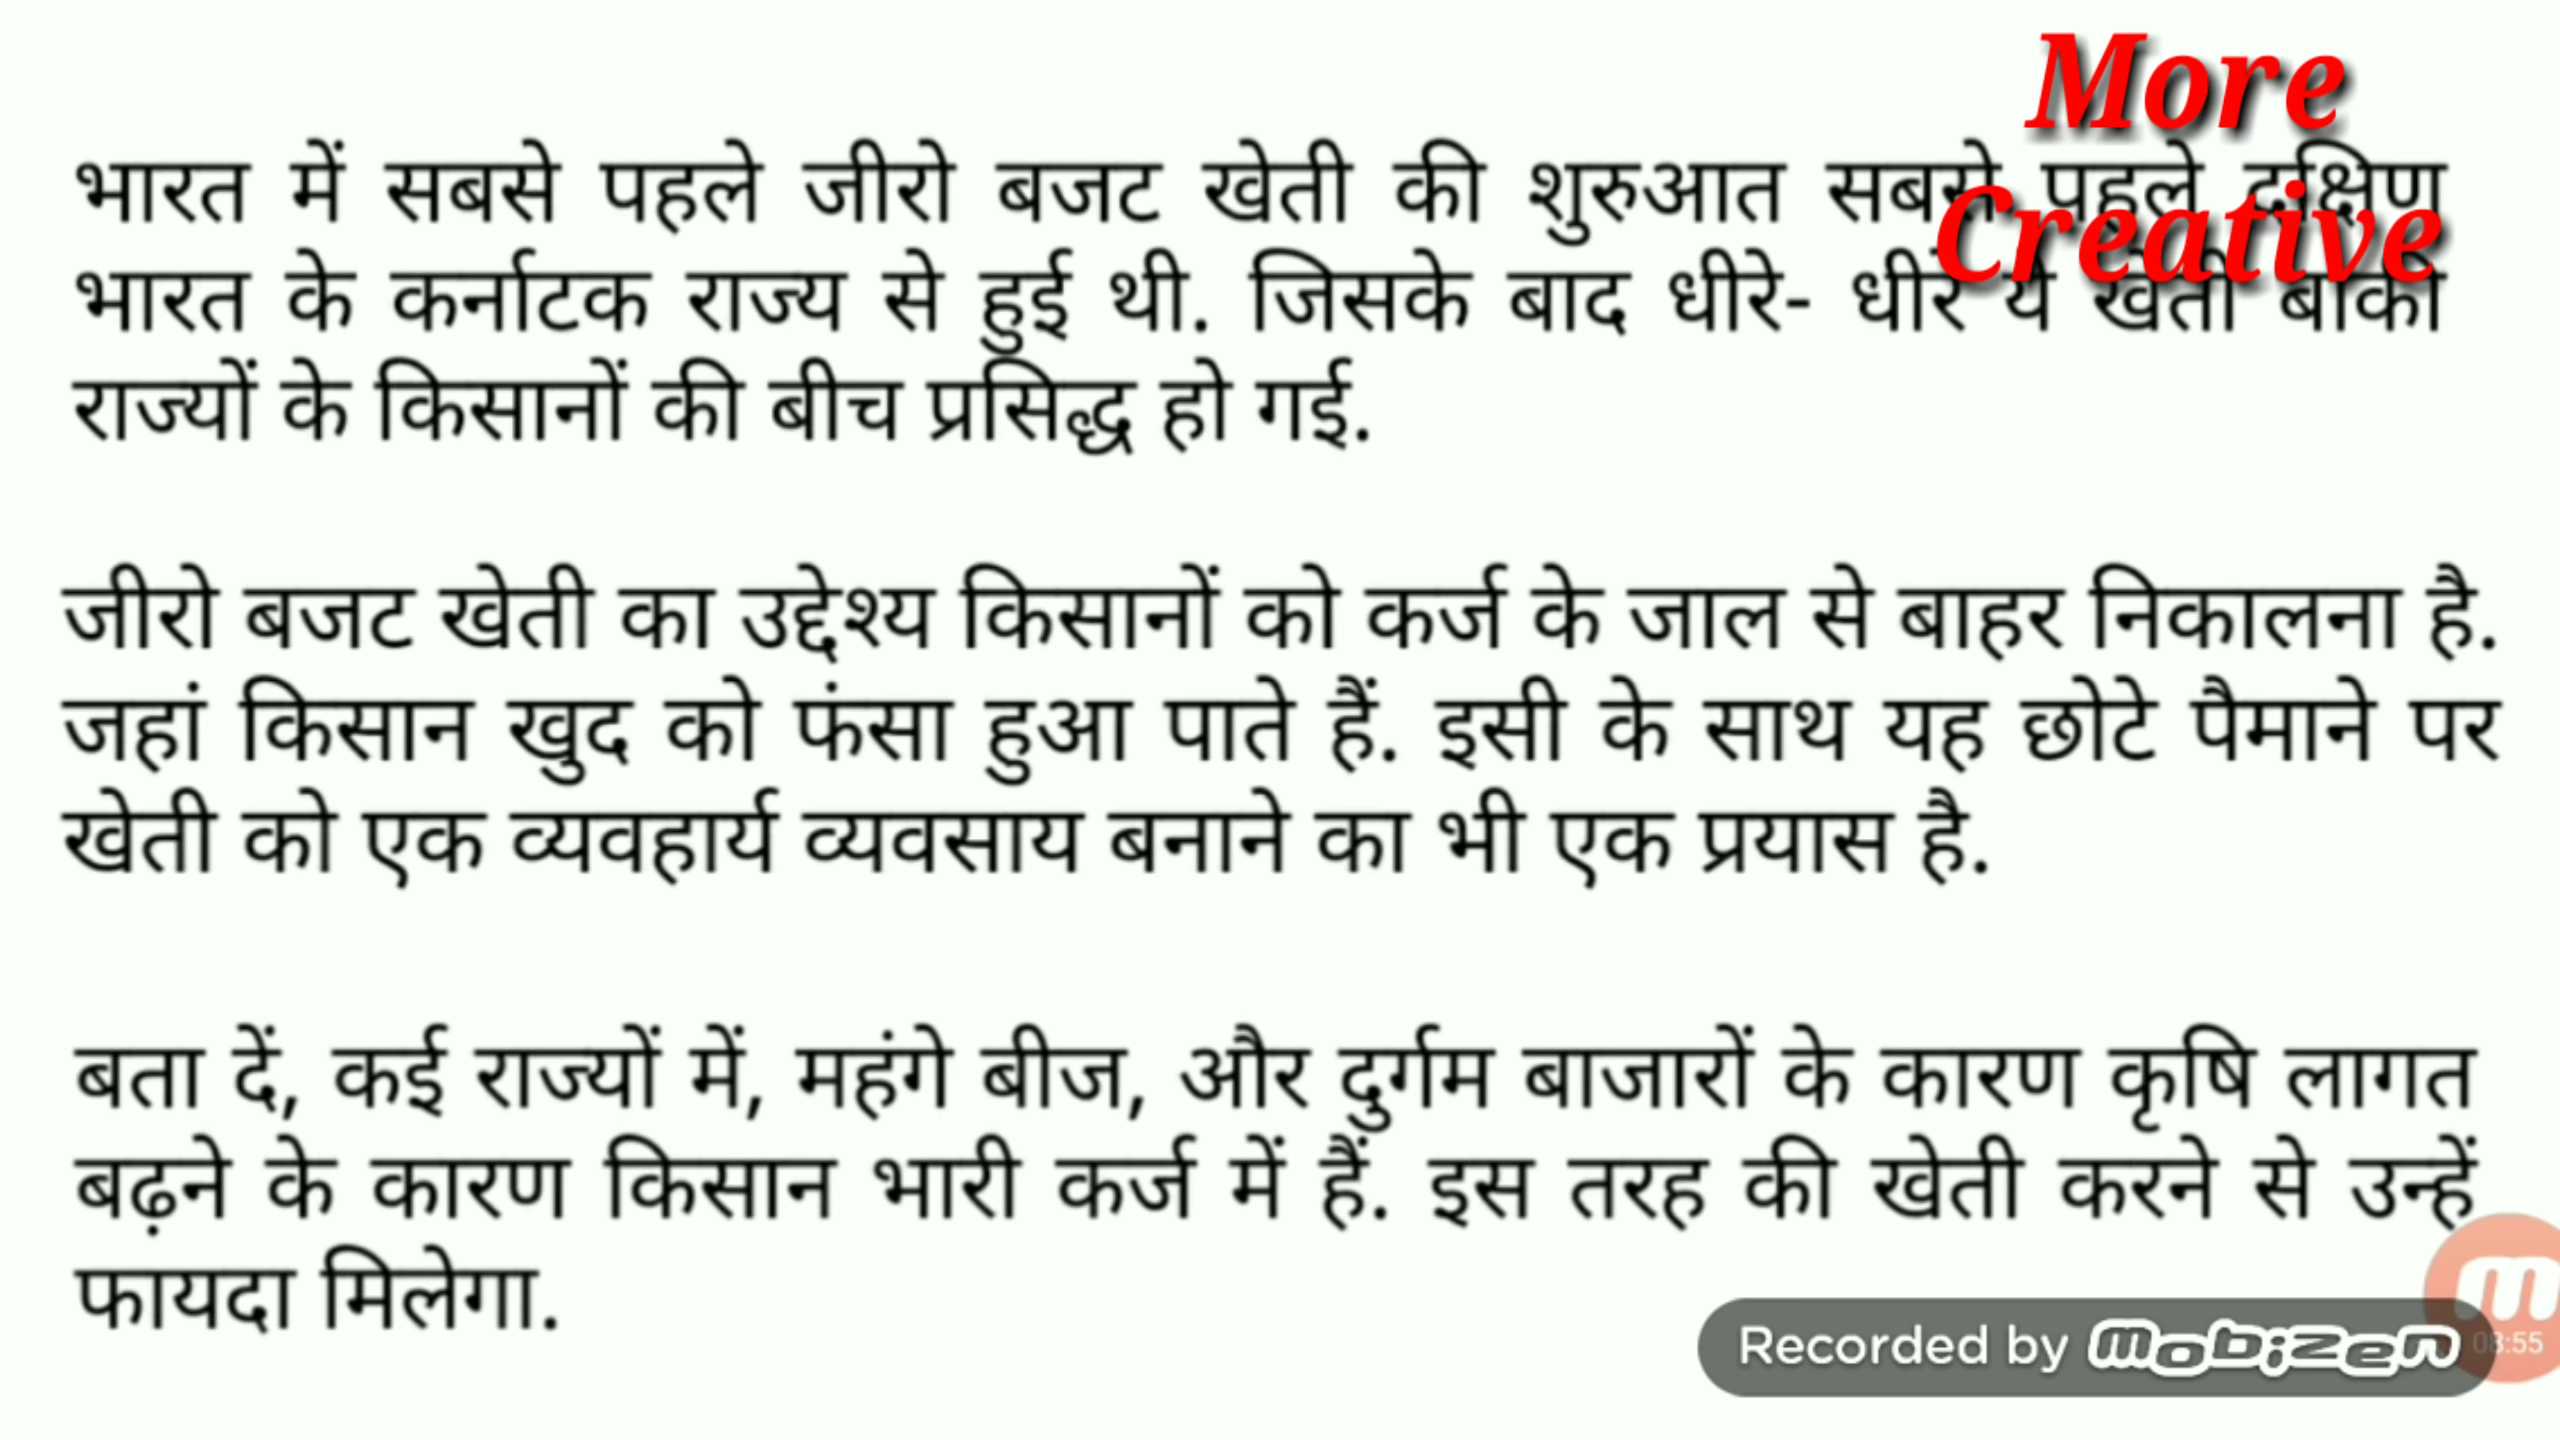 More
Creative
भारत में सबसे पहले जीरो बजट खेती की शुरुआत सबसे पहले दक्षिण
भारत के कर्नाटक राज्य से हुई थी. जिसके बाद धीरे- धीरे ये खेती बाकी
राज्यों के किसानों की बीच प्रसिद्ध हो गई.
जीरो बजट खेती का उद्देश्य किसानों को कर्ज के जाल से बाहर निकालना है.
जहां किसान खुद को फंसा हुआ पाते हैं. इसी के साथ यह छोटे पैमाने पर
खेती को एक व्यवहार्य व्यवसाय बनाने का भी एक प्रयास है.
बता दें, कई राज्यों में, महंगे बीज, और दुर्गम बाजारों के कारण कृषि लागत
बढ़ने के कारण किसान भारी कर्ज में हैं. इस तरह की खेती करने से उन्हें
फायदा मिलेगा.
Recorded by mobizen
03:55